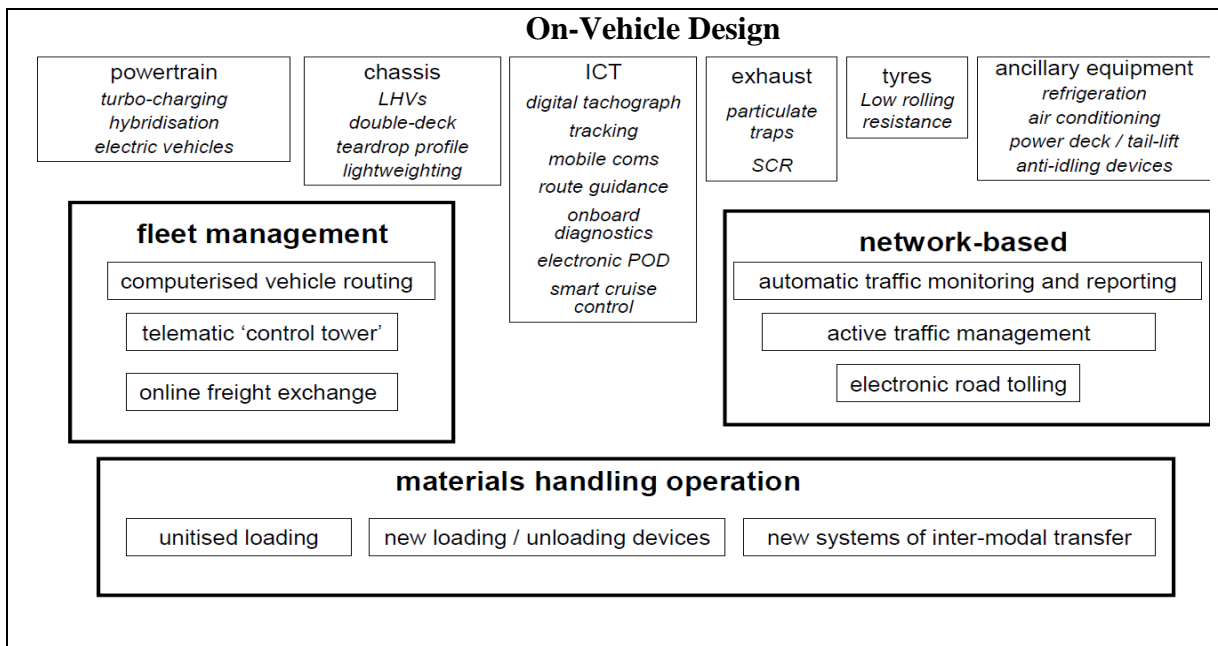 On-Vehicle Design
powertrain
turbo-charging
hybridisation
electric vehicles
chassis
LHVs
double-deck
teardrop profile
lightweighting
ICT
digital tachograph
tracking
mobile coms
route guidance
onboard
diagnostics
electronic POD
smart cruise
control
exhaust
particulate
traps
SCR
tyres
Low rolling
resistance
ancillary equipment
refrigeration
air conditioning
power deck / tail-lift
anti-idling devices
fleet management
computerised vehicle routing
telematic ‘control tower’
online freight exchange
network-based
automatic traffic monitoring and reporting
active traffic management
electronic road tolling
materials handling operation
unitised loading
new loading / unloading devices
new systems of inter-modal transfer